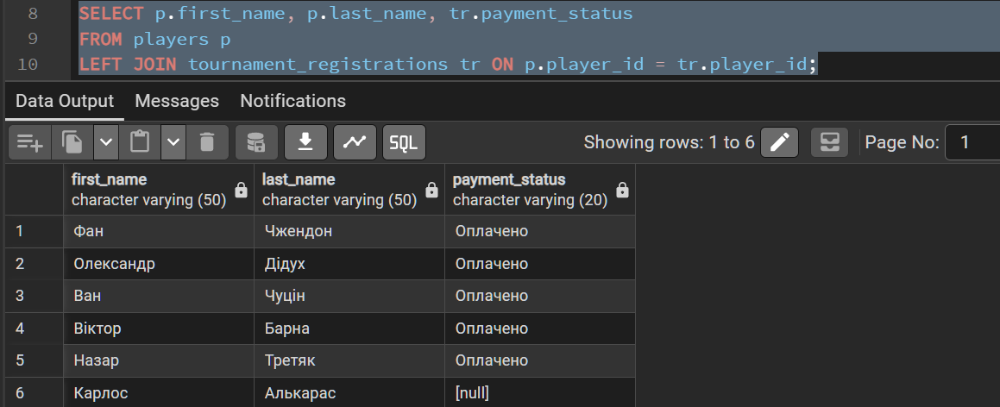 8 SELECT p.first_name, p.last_name, tr.payment_status
9 FROM players p
10 LEFT JOIN tournament_registrations tr ON p.player_id = tr.player_id;
Data Output Messages Notifications
SQL Showing rows: 1 to 6 Page No: 1
first_name last_name payment_status
character varying (50) character varying (50) character varying (20)
1 Фан Чжендон Оплачено
2 Олександр Дідух Оплачено
3 Ван Чуцін Оплачено
4 Віктор Барна Оплачено
5 Назар Третяк Оплачено
6 Карлос Алькарас [null]